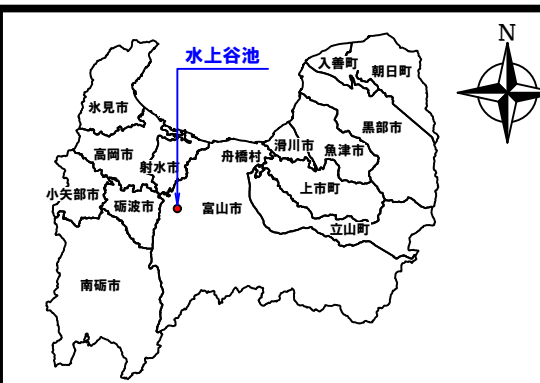 水上谷池
N
入善町
朝日町
氷見市
黒部市
高岡市
射水市
舟橋村
滑川市
魚津市
上市町
小矢部市
砺波市
富山市
立山町
南砺市